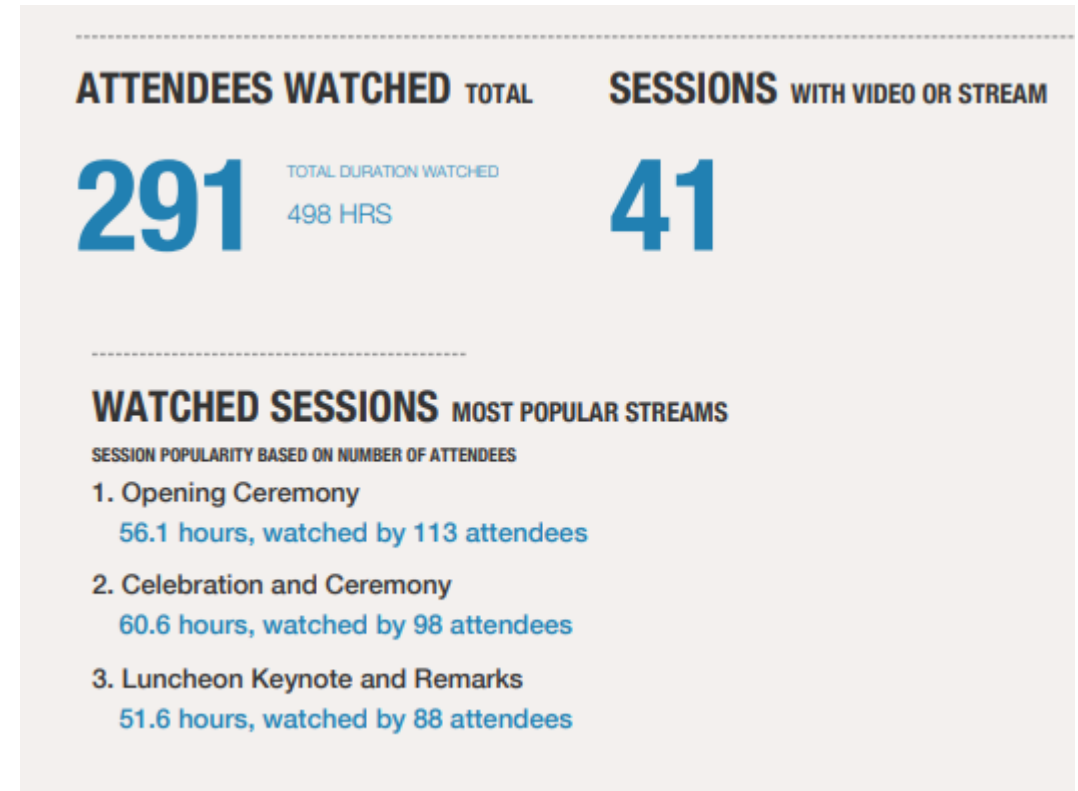 ATTENDEES WATCHED TOTAL
291
TOTAL DURATION WATCHED
498 HRS
SESSIONS WITH VIDEO OR STREAM
41
WATCHED SESSIONS MOST POPULAR STREAMS
SESSION POPULARITY BASED ON NUMBER OF ATTENDEES
1. Opening Ceremony
56.1 hours, watched by 113 attendees
2. Celebration and Ceremony
60.6 hours, watched by 98 attendees
3. Luncheon Keynote and Remarks
51.6 hours, watched by 88 attendees